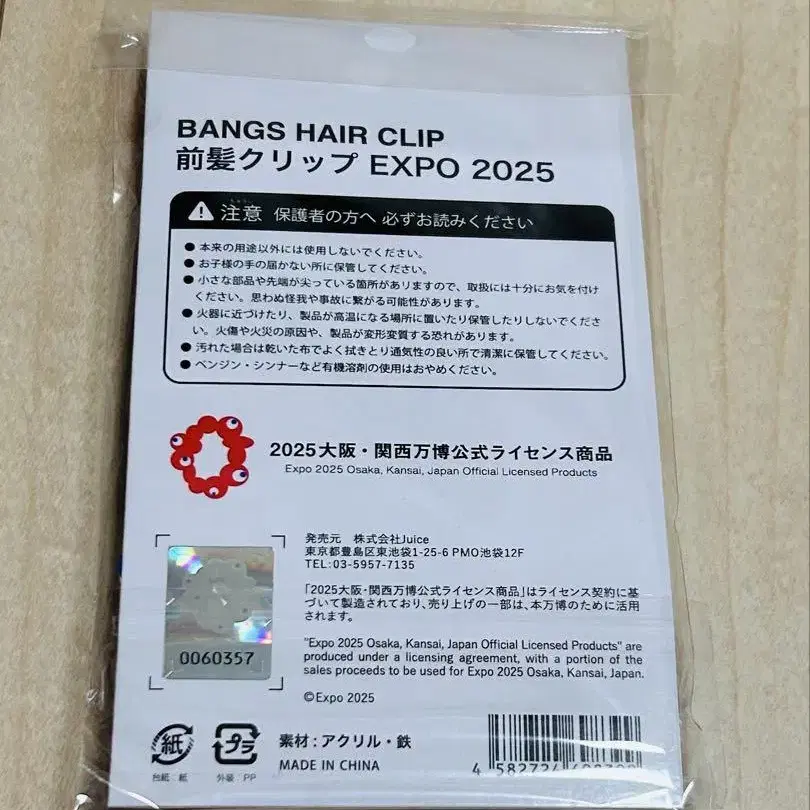 BANGS HAIR CLIP
前髪クリップ EXPO 2025
注意 保護者の方へ 必ずお読みください
●本来の用途以外には使用しないでください。
●お子様の手の届かない所に保管してください。
●小さな部品や先端が尖っている箇所がありますので、取扱には十分にお気を付け
ください。思わぬ怪我や事故に繋がる可能性があります。
●火器に近づけたり、製品が高温になる場所に置いたり保管したりしないでくださ
い。火傷や火災の原因や、製品が変形変質する恐れがあります。
●汚れた場合は乾いた布でよく拭きとり通気性の良い所で清潔に保管してください。
●ベンジン・シンナーなど有機溶剤の使用はおやめください。
2025大阪・関西万博公式ライセンス商品
Expo 2025 Osaka, Kansai, Japan Official Licensed Products
発売元 株式会社Juice
東京都豊島区東池袋1-25-6 PMO池袋12F
TEL:03-5957-7135
「2025大阪・関西万博公式ライセンス商品」はライセンス契約に基
づいて製造されており、売り上げの一部は、本万博のために活用
されます。
"Expo 2025 Osaka, Kansai, Japan Official Licensed Products" are
produced under a licensing agreement, with a portion of the
sales proceeds to be used for Expo 2025 Osaka, Kansai, Japan.
0060357
©Expo 2025
紙
プラ
素材:アクリル・鉄
台紙:紙
外装:PP
MADE IN CHINA
4 582724